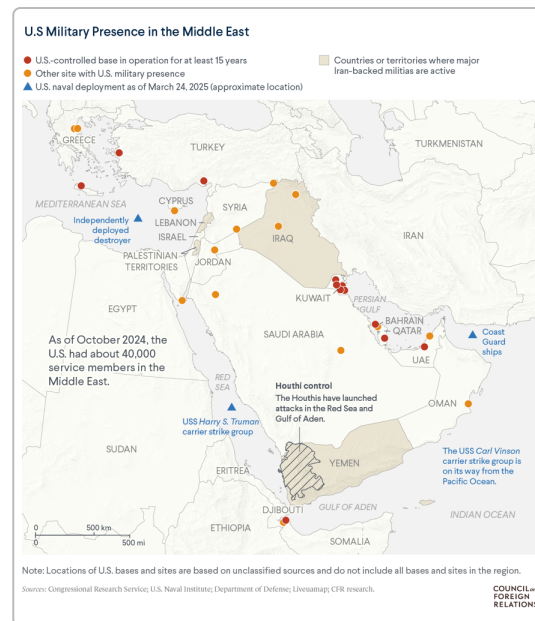 U.S Military Presence in the Middle East
U.S.-controlled base in operation for at least 15 years
Other site with U.S. military presence
U.S. naval deployment as of March 24, 2025 (approximate location)
Countries or territories where major
Iran-backed militias are active
GREECE
TURKEY
TURKMENISTAN
MEDITERRANEAN SEA
CYPRUS
SYRIA
Independently
deployed
destroyer
LEBANON
ISRAEL
IRAQ
IRAN
PALESTINIAN
TERRITORIES
JORDAN
KUWAIT
PERSIAN
GULF
EGYPT
BAHRAIN
QATAR
Coast
Guard
ships
SAUDI ARABIA
UAE
As of October 2024, the
U.S. had about 40,000
service members in the
Middle East.
RED
SEA
Houthi control
The Houthis have launched
attacks in the Red Sea and
Gulf of Aden.
OMAN
USS Harry S. Truman
carrier strike group
SUDAN
ERITREA
YEMEN
The USS Carl Vinson
carrier strike group is
on its way from the
Pacific Ocean.
DJIBOUTI
GULF OF ADEN
INDIAN OCEAN
ETHIOPIA
SOMALIA
0 500 km
0 500 mi
Note: Locations of U.S. bases and sites are based on unclassified sources and do not include all bases and sites in the region.
Sources: Congressional Research Service; U.S. Naval Institute; Department of Defense; Liveuamap; CFR research.
COUNCIL on
FOREIGN
RELATIONS